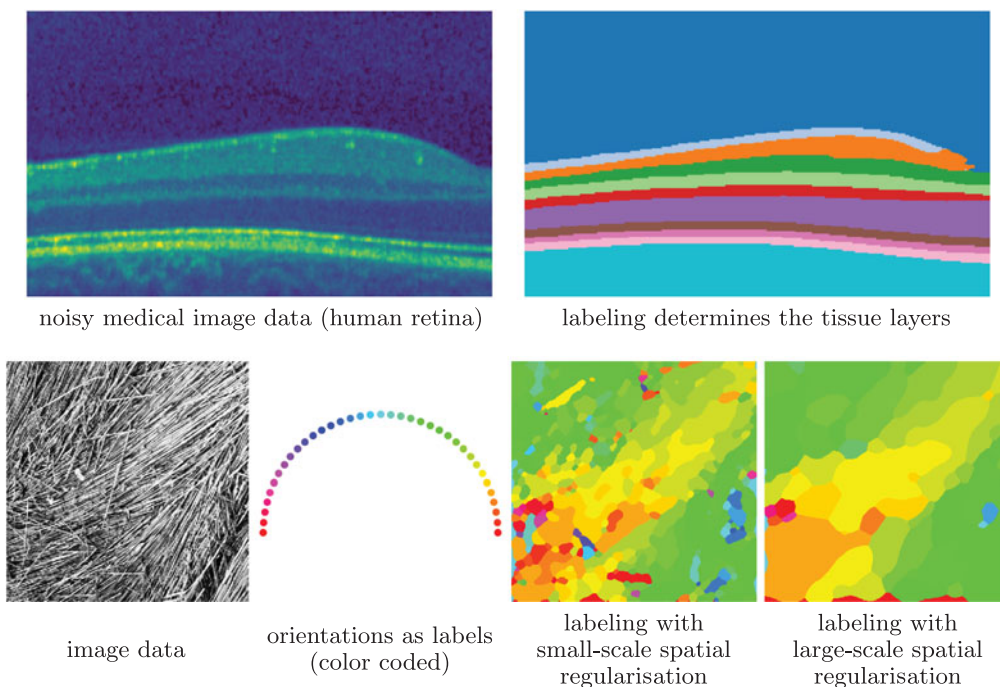 noisy medical image data (human retina)
labeling determines the tissue layers
image data
orientations as labels
(color coded)
labeling with
small-scale spatial
regularisation
labeling with
large-scale spatial
regularisation